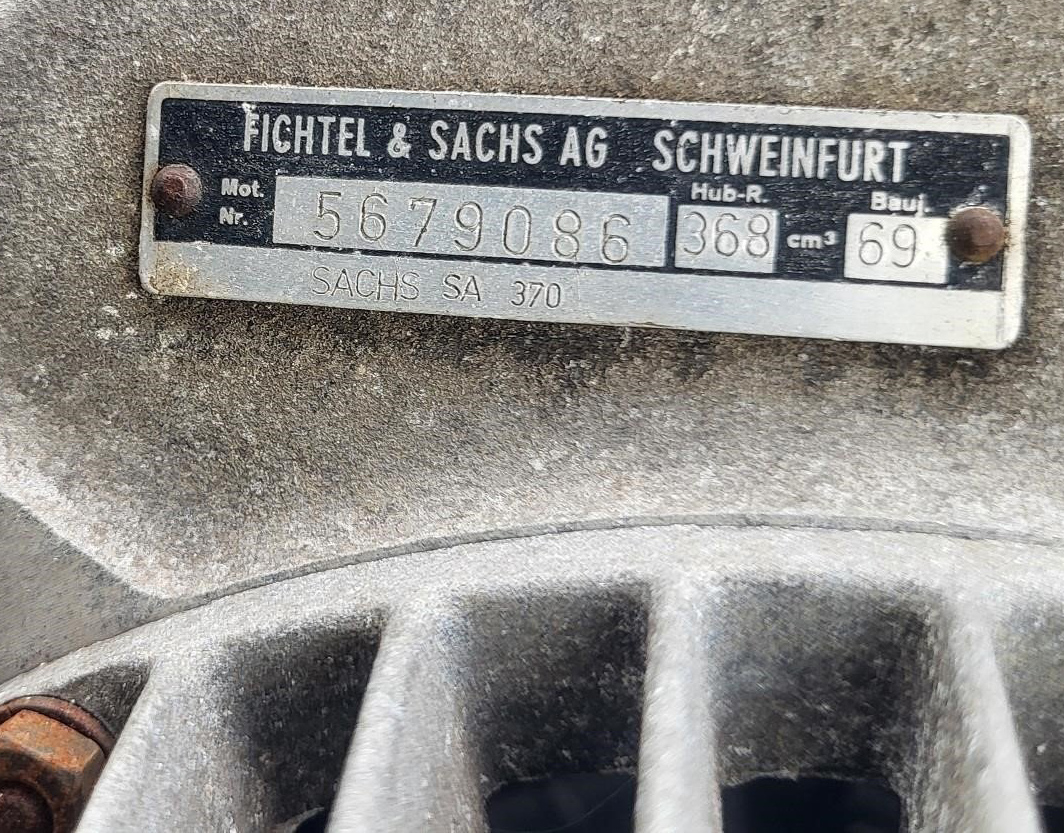 FICHTEL & SACHS AG SCHWEINFURT
Mot. Nr. 5679086 Hub-R. 368 cm³ Bauj. 69
SACHS SA 370